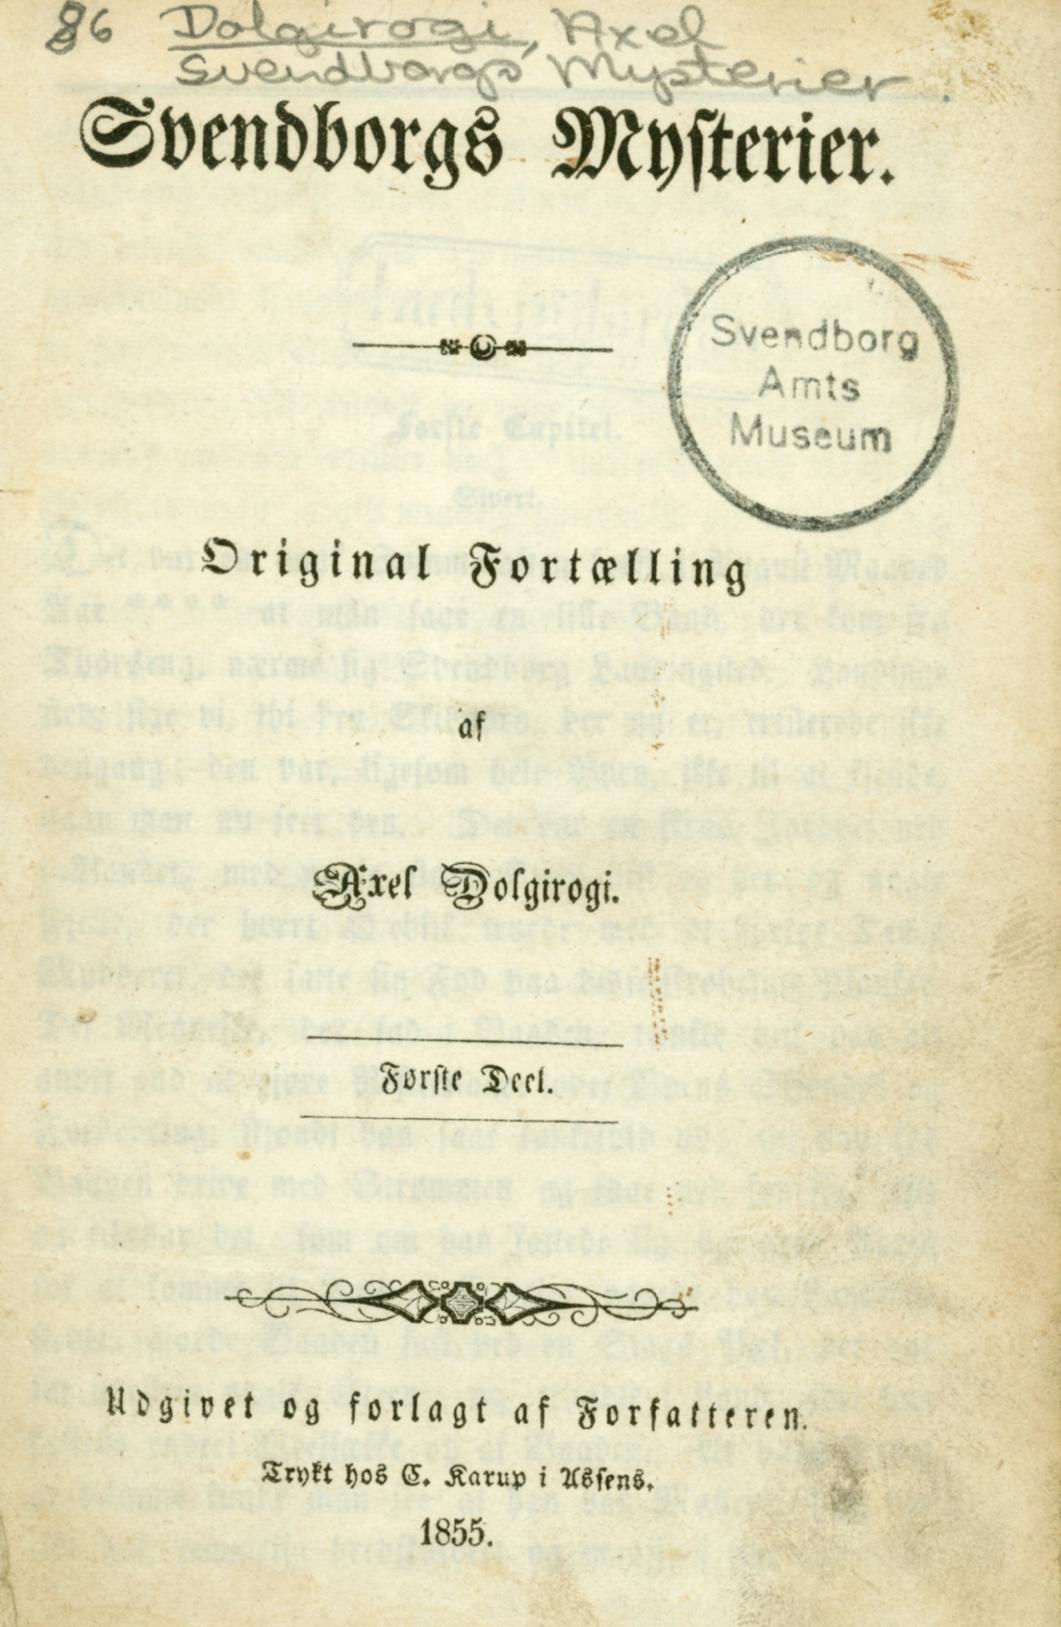 86 Dolgirogi, Axel
Svendborgs Mysterier.
Svendborgs Mysterier.
Svendborg
Amts
Museum
Original Fortælling
af
Axel Dolgirogi.
Første Deel.
Udgivet og forlagt af Forfatteren.
Trykt hos C. Karup i Assens.
1855.